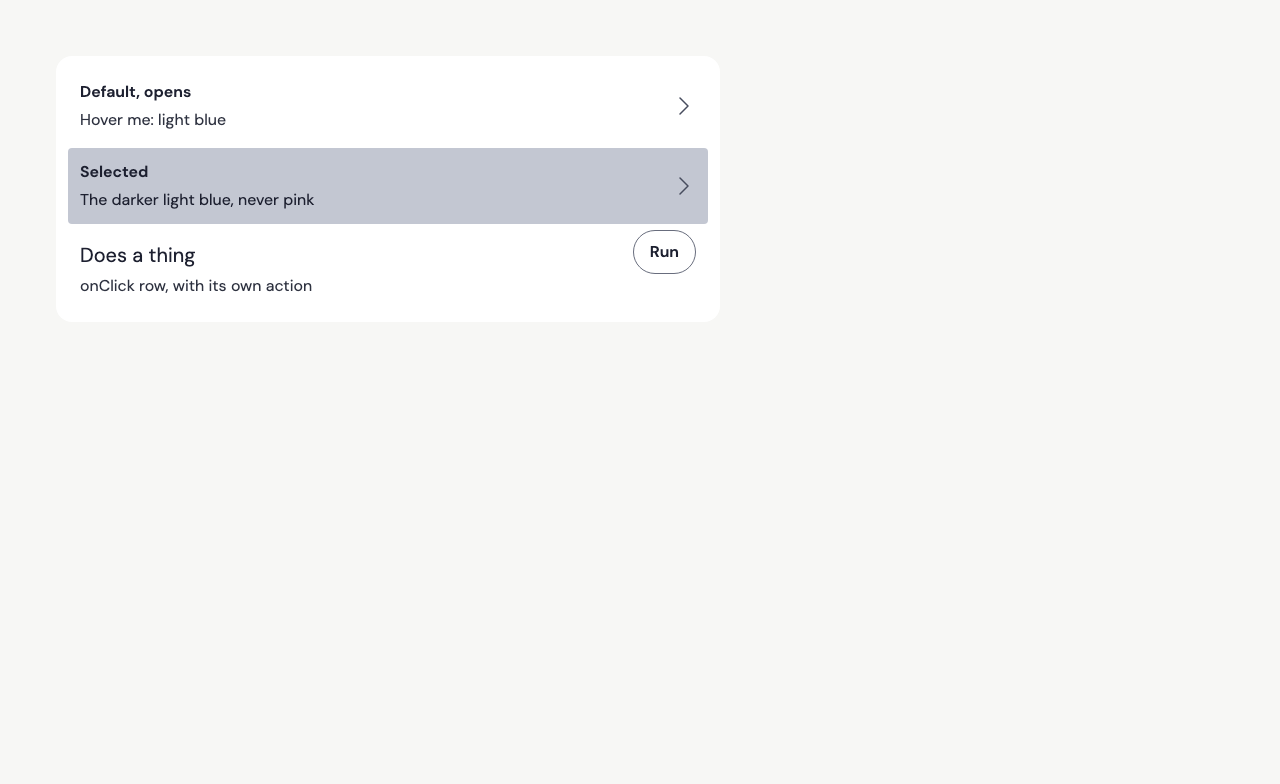 Default, opens
Hover me: light blue
Selected
The darker light blue, never pink
Does a thing
Run
onClick row, with its own action